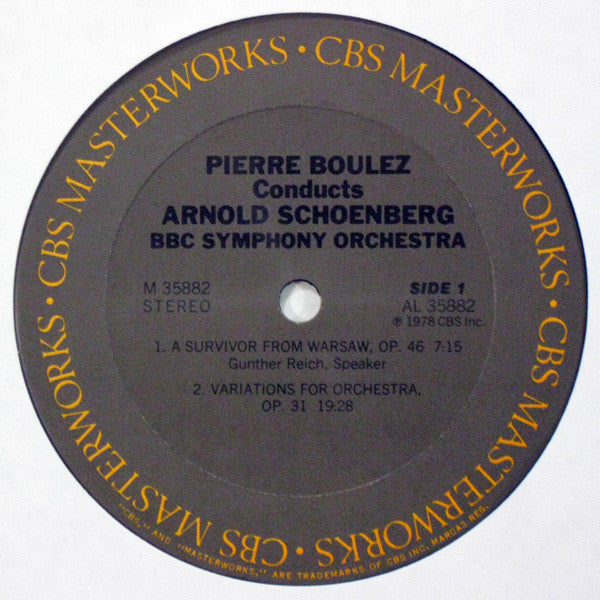 CBS MASTERWORKS • CBS MASTERWORKS • CBS MASTERWORKS • CBS MASTERWORKS • CBS MASTERWORKS •
PIERRE BOULEZ
Conducts
ARNOLD SCHOENBERG
BBC SYMPHONY ORCHESTRA
M 35882
STEREO
SIDE 1
AL 35882
℗ 1978 CBS Inc.
1. A SURVIVOR FROM WARSAW, OP. 46 7:15
Gunther Reich, Speaker
2. VARIATIONS FOR ORCHESTRA,
OP. 31 19:28
"CBS," AND "MASTERWORKS," ARE TRADEMARKS OF CBS INC. MARCAS REG.